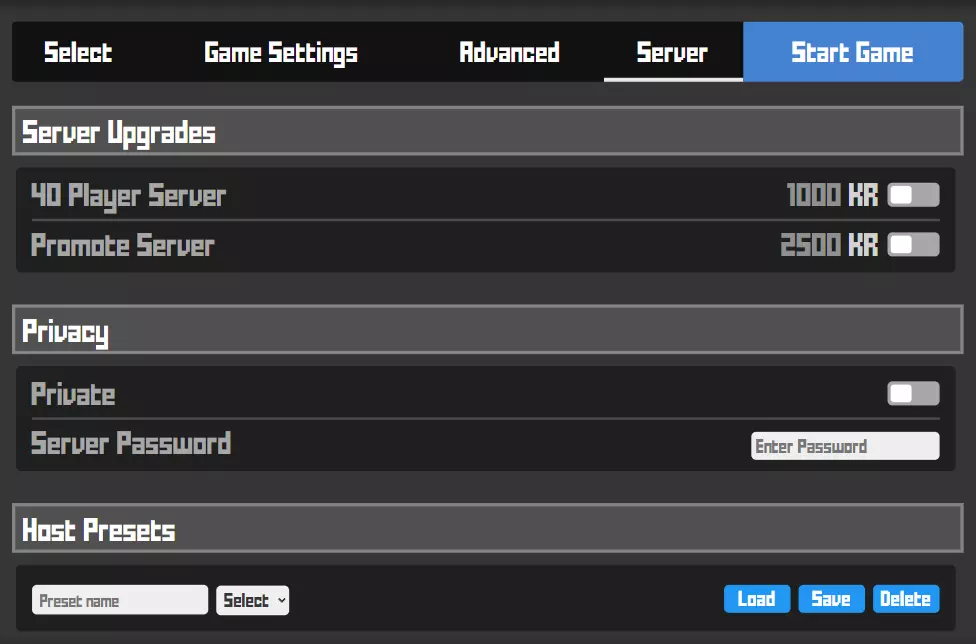 Select Game Settings Advanced Server Start Game
Server Upgrades
40 Player Server 1000 KR
Promote Server 2500 KR
Privacy
Private
Server Password Enter Password
Host Presets
Preset name Select Load Save Delete